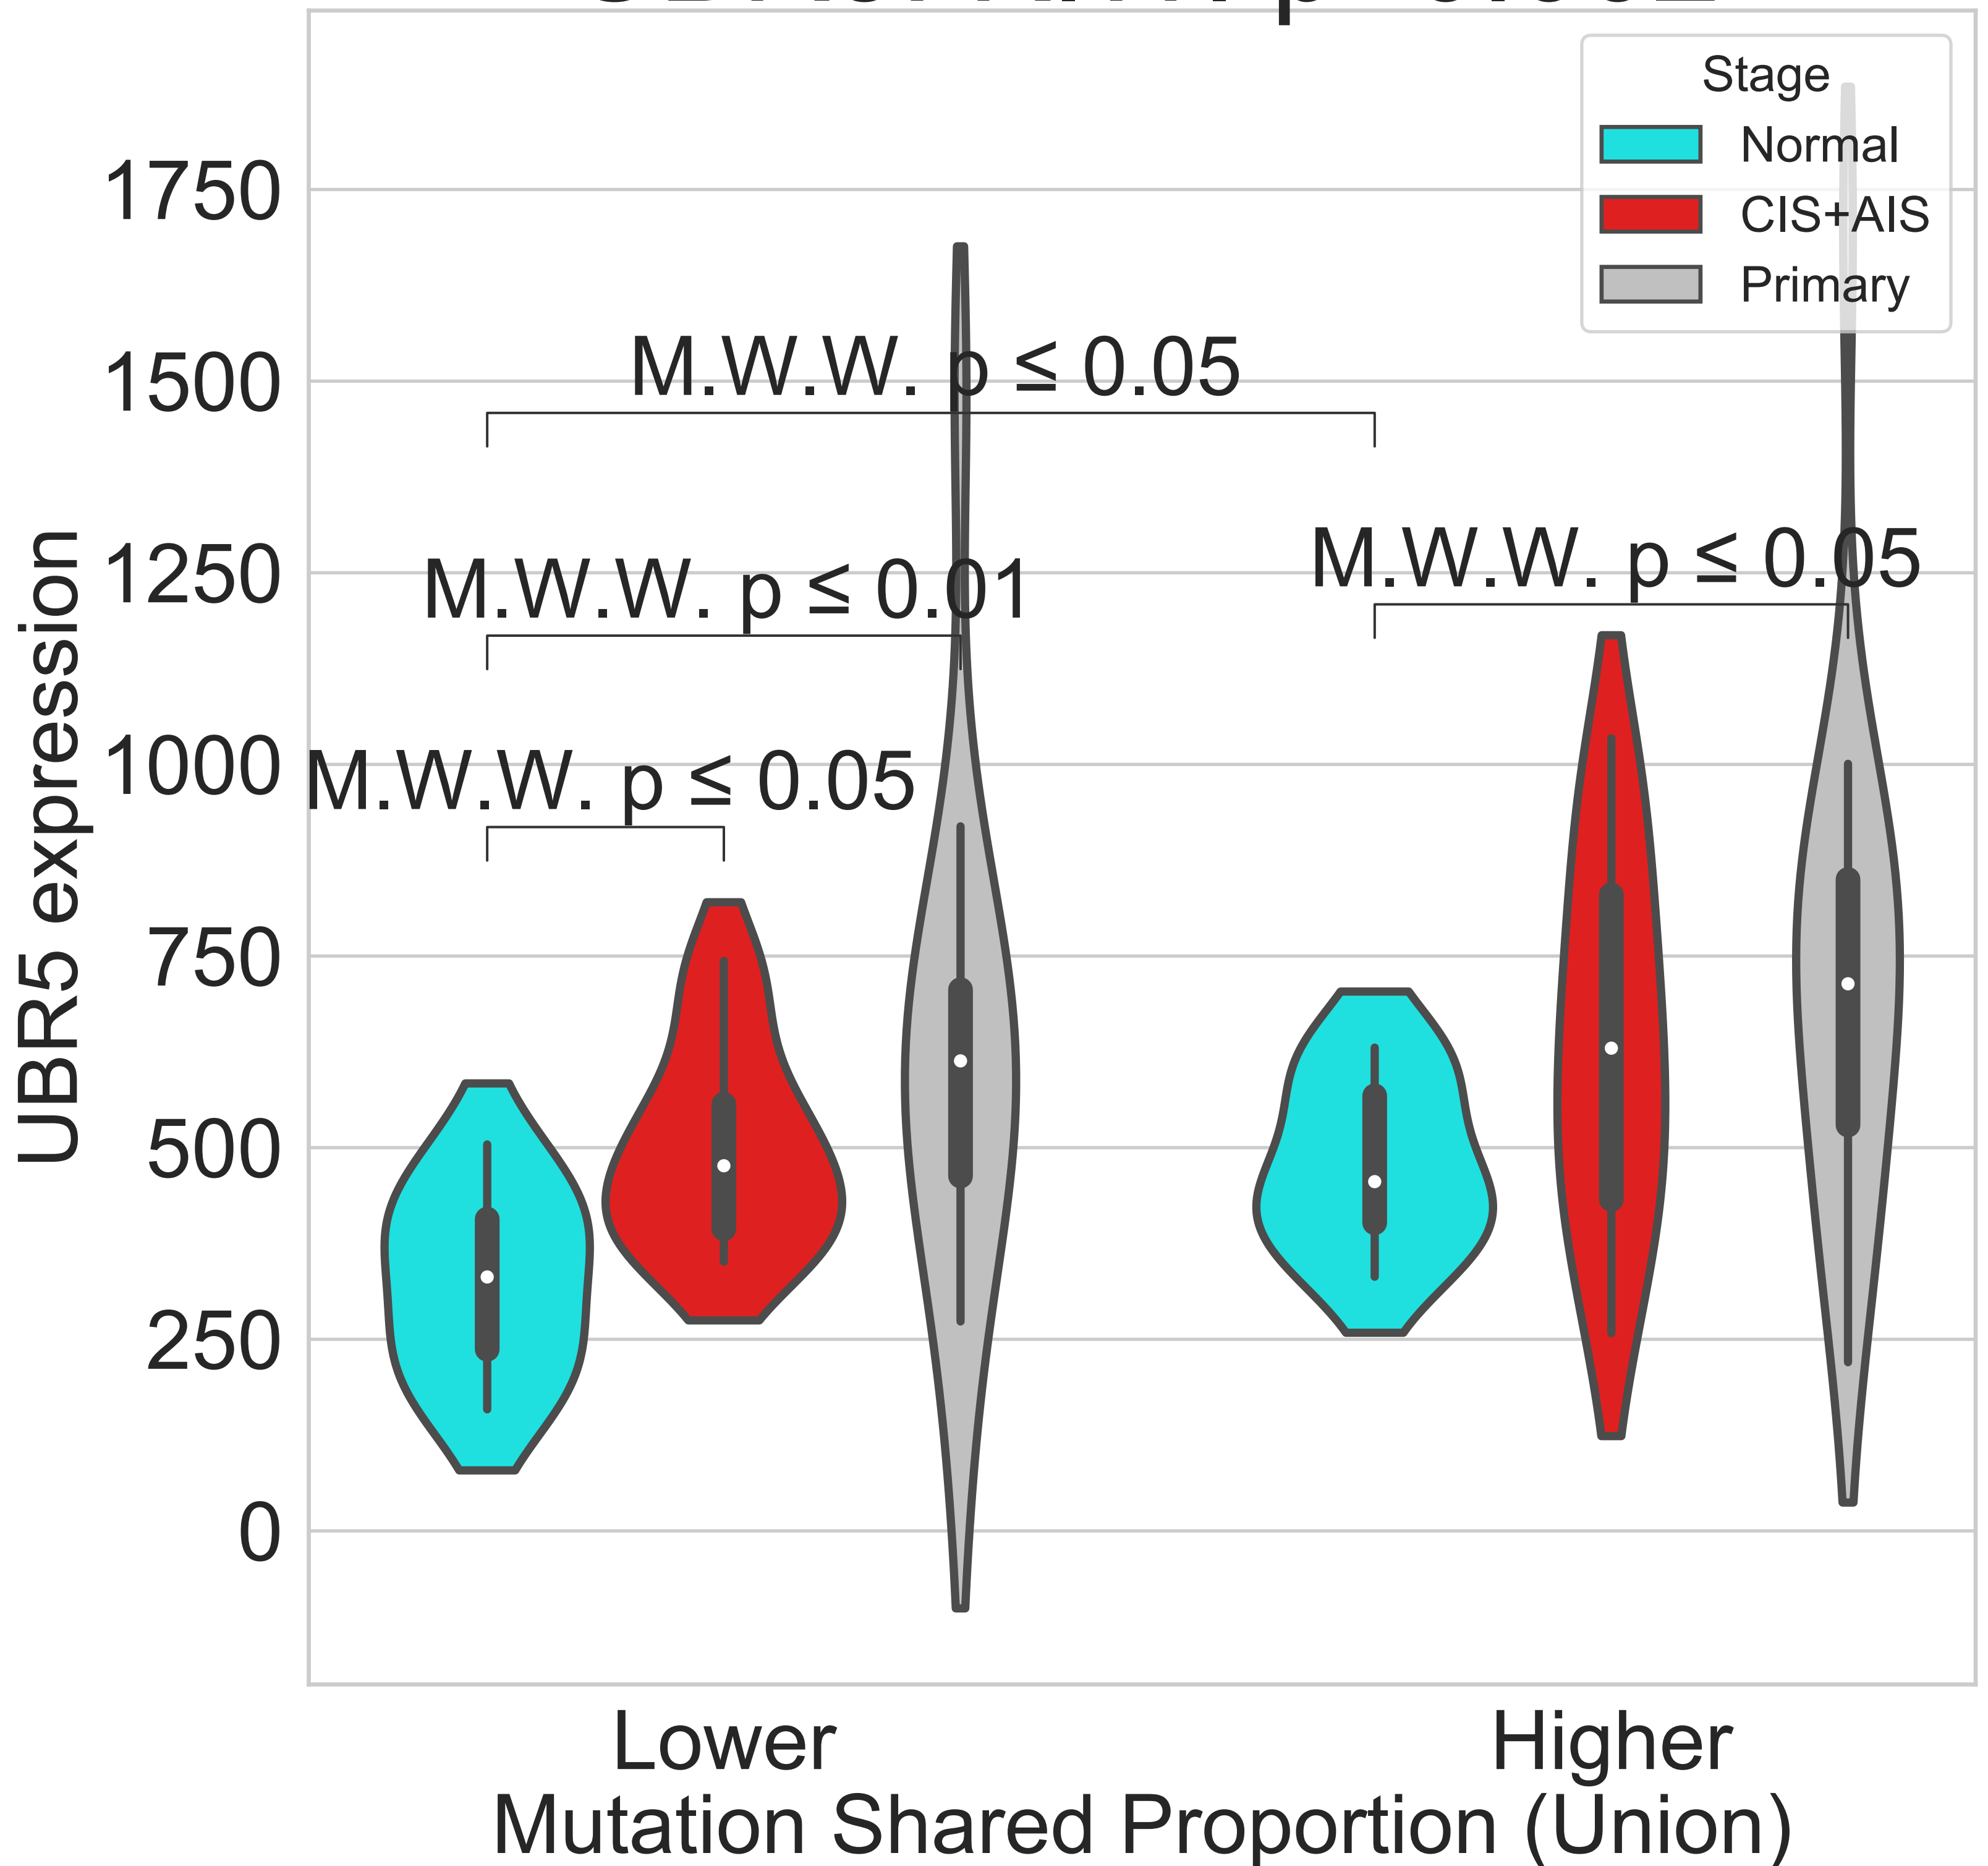 Stage
Normal
CIS+AIS
Primary
1750
1500
1250
1000
750
500
250
0
UBR5 expression
M.W.W. p ≤ 0.05
M.W.W. p ≤ 0.01
M.W.W. p ≤ 0.05
M.W.W. p ≤ 0.05
Lower
Higher
Mutation Shared Proportion (Union)